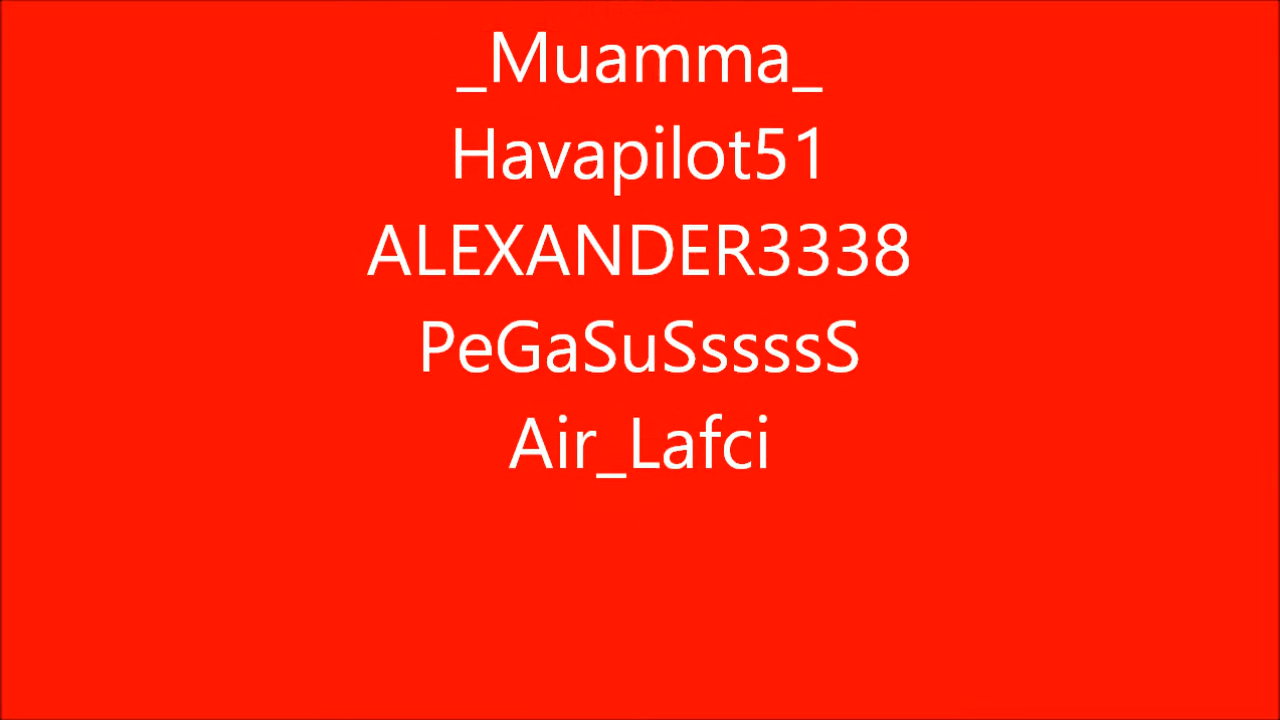 _Muamma_
Havapilot51
ALEXANDER3338
PeGaSuSssssS
Air_Lafci